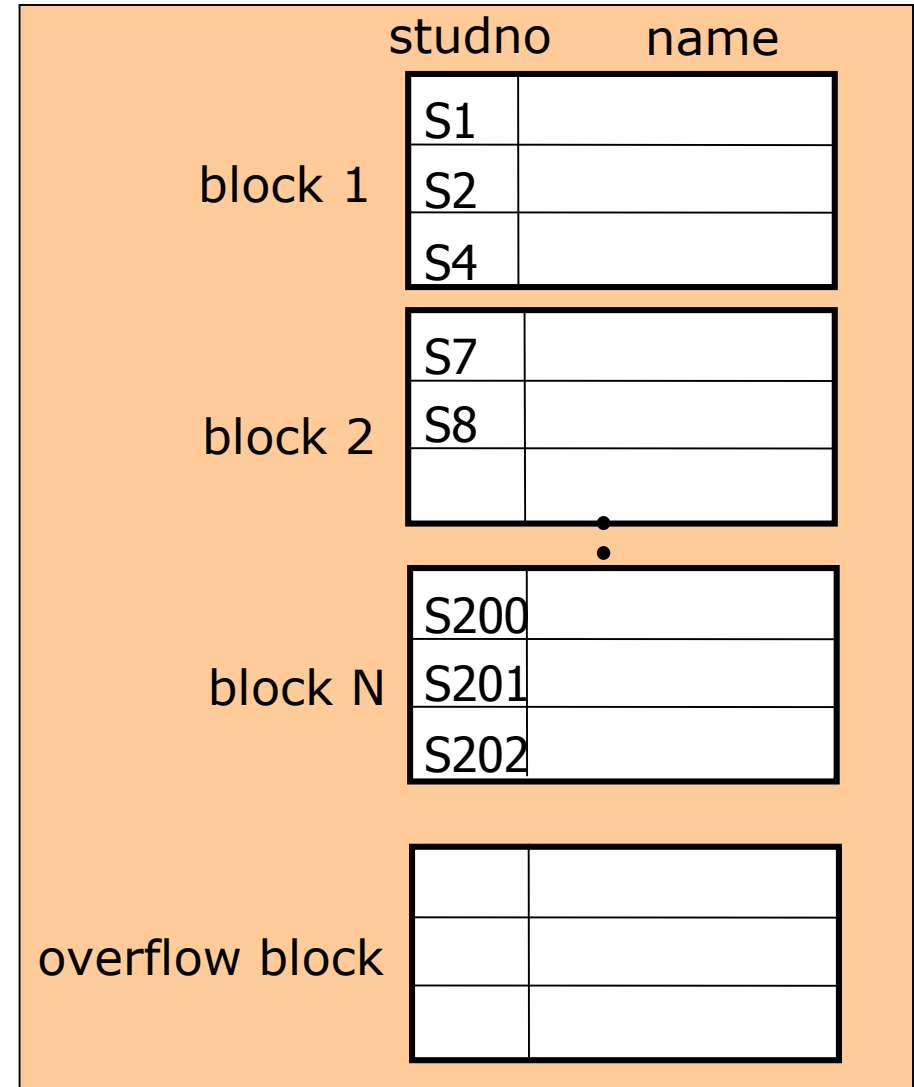 studno name
S1
block 1
S2
S4
S7
block 2
S8
S200
block N
S201
S202
overflow block